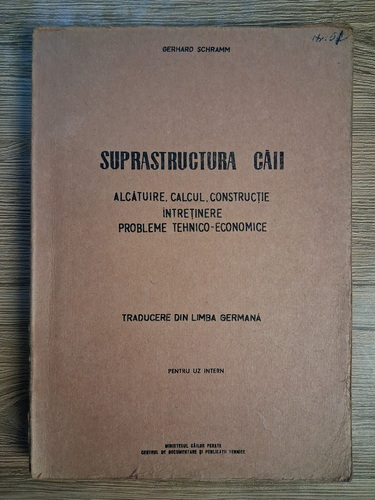 GERHARD SCHRAMM
SUPRASTRUCTURA CĂII
ALCĂTUIRE, CALCUL, CONSTRUCȚIE
ÎNTREȚINERE
PROBLEME TEHNICO-ECONOMICE
TRADUCERE DIN LIMBA GERMANĂ
PENTRU UZ INTERN
MINISTERUL CĂILOR FERATE
CENTRUL DE DOCUMENTARE ȘI PUBLICAȚII TEHNICE